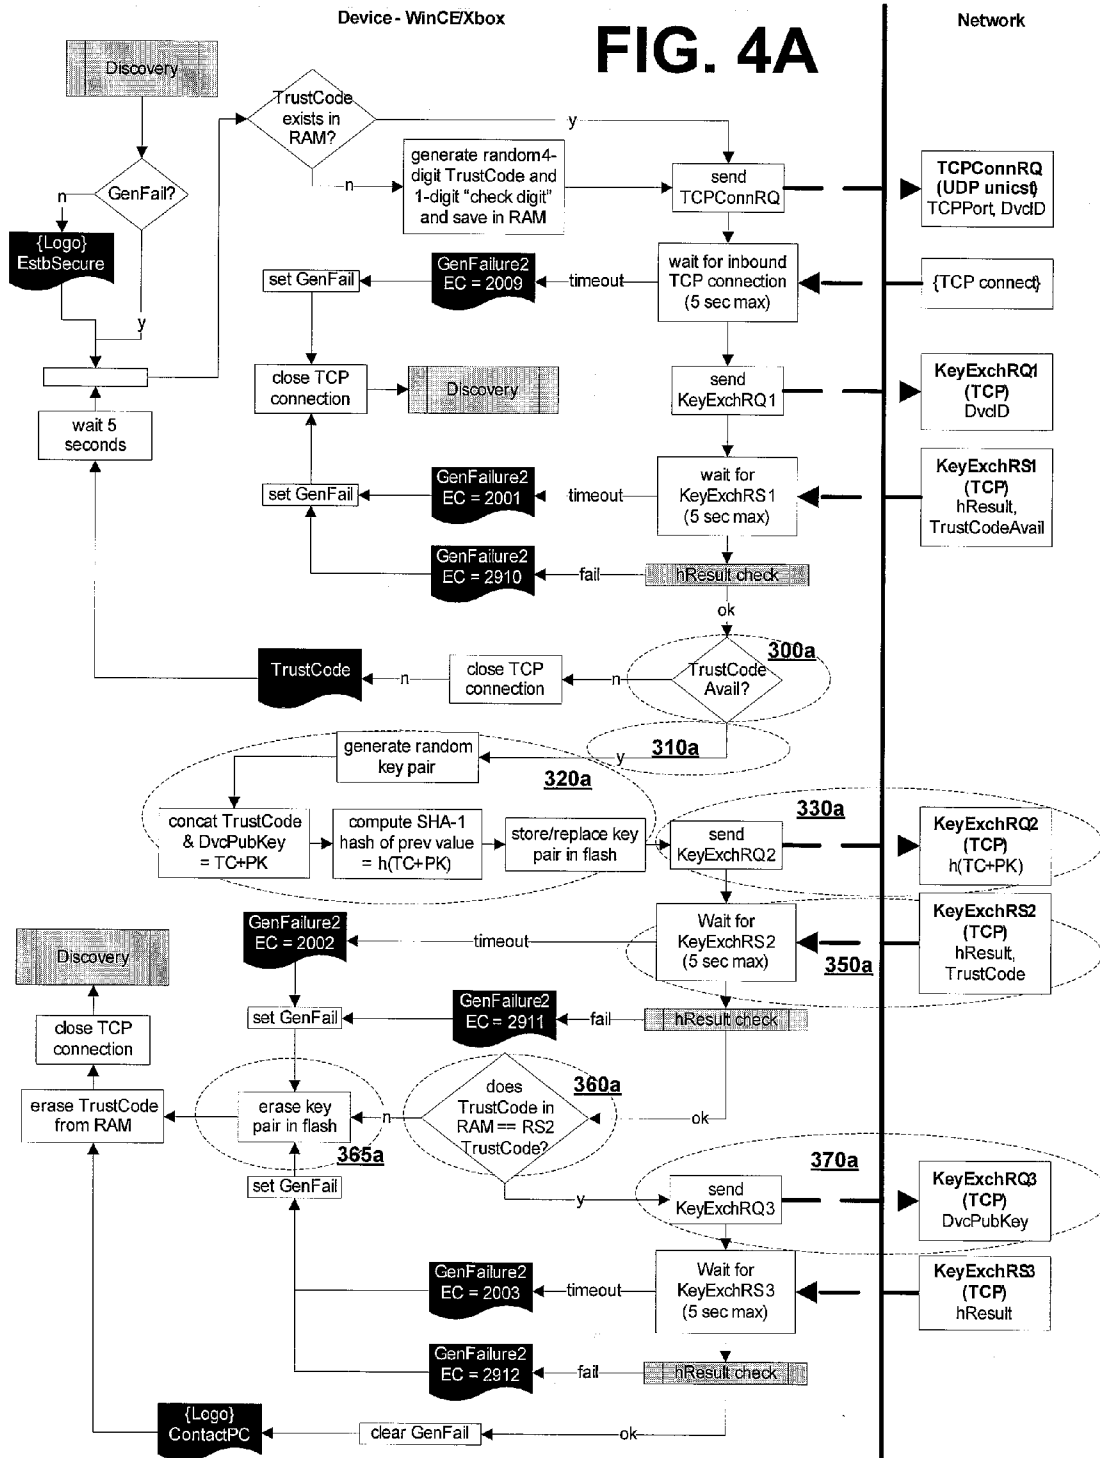 Device - WinCE/Xbox
Network
FIG. 4A
Discovery
TrustCode
exists in
RAM?
y
n
generate random4-
digit TrustCode and
1-digit "check digit"
and save in RAM
send
TCPConnRQ
TCPConnRQ
(UDP unicst)
TCPPort, DvcID
GenFail?
n
y
{Logo}
EstbSecure
set GenFail
GenFailure2
EC = 2009
timeout
wait for inbound
TCP connection
(5 sec max)
{TCP connect}
close TCP
connection
Discovery
send
KeyExchRQ1
KeyExchRQ1
(TCP)
DvcID
wait 5
seconds
set GenFail
GenFailure2
EC = 2001
timeout
wait for
KeyExchRS1
(5 sec max)
KeyExchRS1
(TCP)
hResult,
TrustCodeAvail
GenFailure2
EC = 2910
fail
hResult check
ok
TrustCode
n
close TCP
connection
n
TrustCode
Avail?
300a
310a
y
generate random
key pair
320a
concat TrustCode
& DvcPubKey
= TC+PK
compute SHA-1
hash of prev value
= h(TC+PK)
store/replace key
pair in flash
send
KeyExchRQ2
330a
KeyExchRQ2
(TCP)
h(TC+PK)
GenFailure2
EC = 2002
timeout
Wait for
KeyExchRS2
(5 sec max)
350a
KeyExchRS2
(TCP)
hResult,
TrustCode
Discovery
set GenFail
GenFailure2
EC = 2911
fail
hResult check
close TCP
connection
ok
erase TrustCode
from RAM
erase key
pair in flash
365a
n
does
TrustCode in
RAM == RS2
TrustCode?
360a
set GenFail
y
send
KeyExchRQ3
370a
KeyExchRQ3
(TCP)
DvcPubKey
GenFailure2
EC = 2003
timeout
Wait for
KeyExchRS3
(5 sec max)
KeyExchRS3
(TCP)
hResult
GenFailure2
EC = 2912
fail
hResult check
{Logo}
ContactPC
clear GenFail
ok